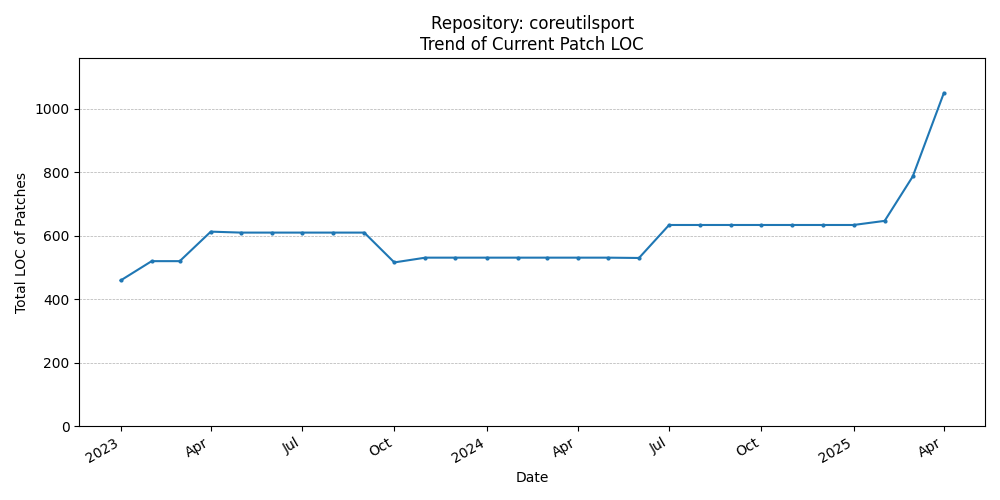 Repository: coreutilsport
Trend of Current Patch LOC
Total LOC of Patches
1000
800
600
400
200
0
2023
Apr
Jul
Oct
2024
Apr
Jul
Oct
2025
Apr
Date